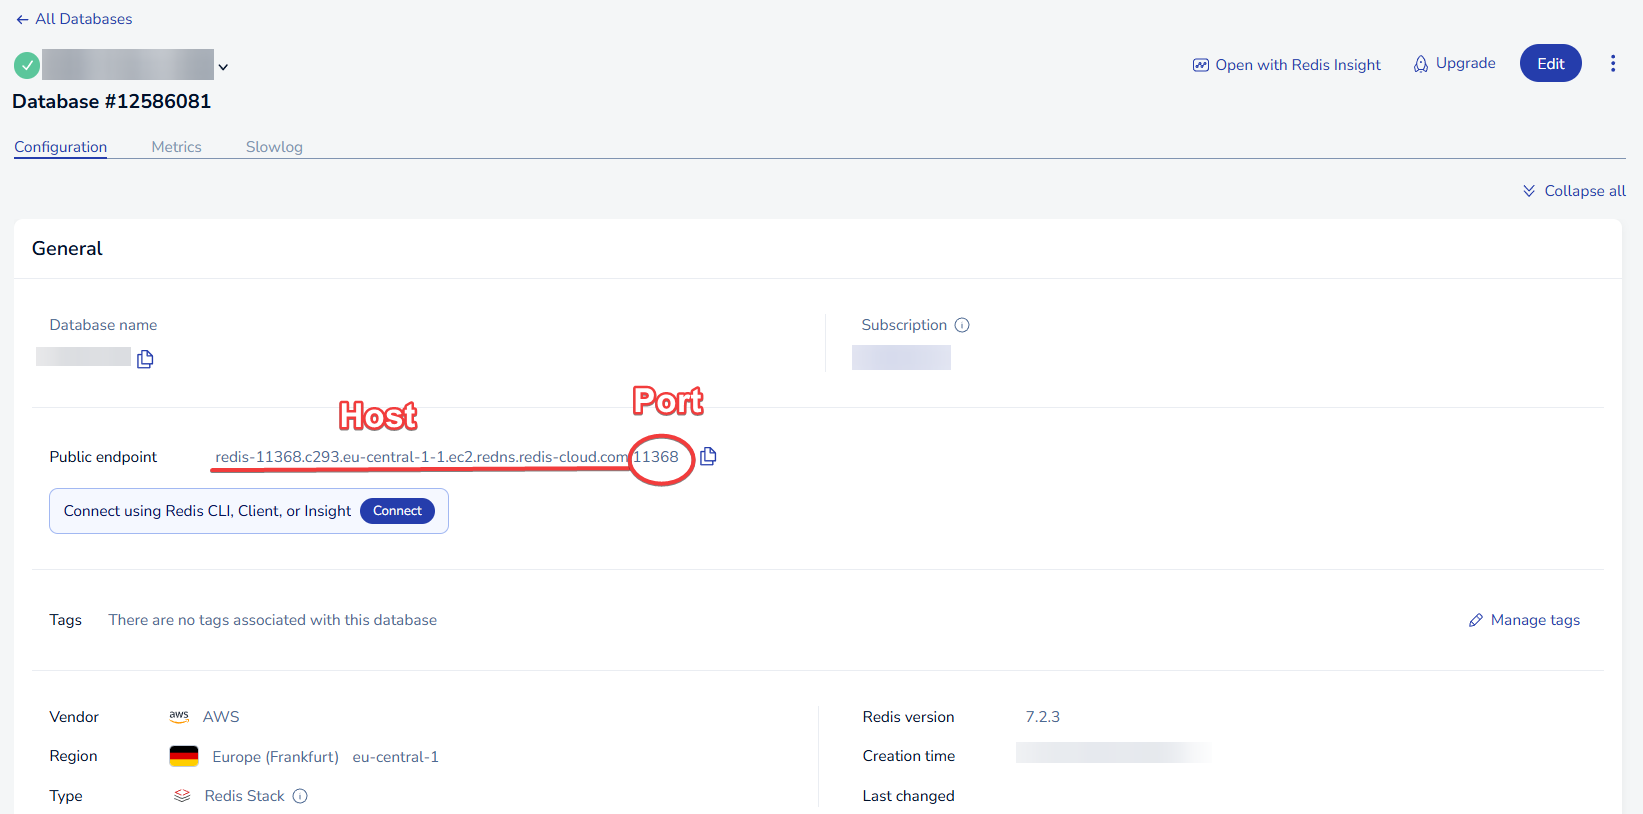 All Databases
Open with Redis Insight Upgrade Edit
Database #12586081
Configuration Metrics Slowlog
Collapse all
General
Database name Subscription
Host Port
Public endpoint redis-11368.c293.eu-central-1-1.ec2.redns.redis-cloud.com 11368
Connect using Redis CLI, Client, or Insight Connect
Tags There are no tags associated with this database Manage tags
Vendor aws AWS Redis version 7.2.3
Region Europe (Frankfurt) eu-central-1 Creation time
Type Redis Stack Last changed